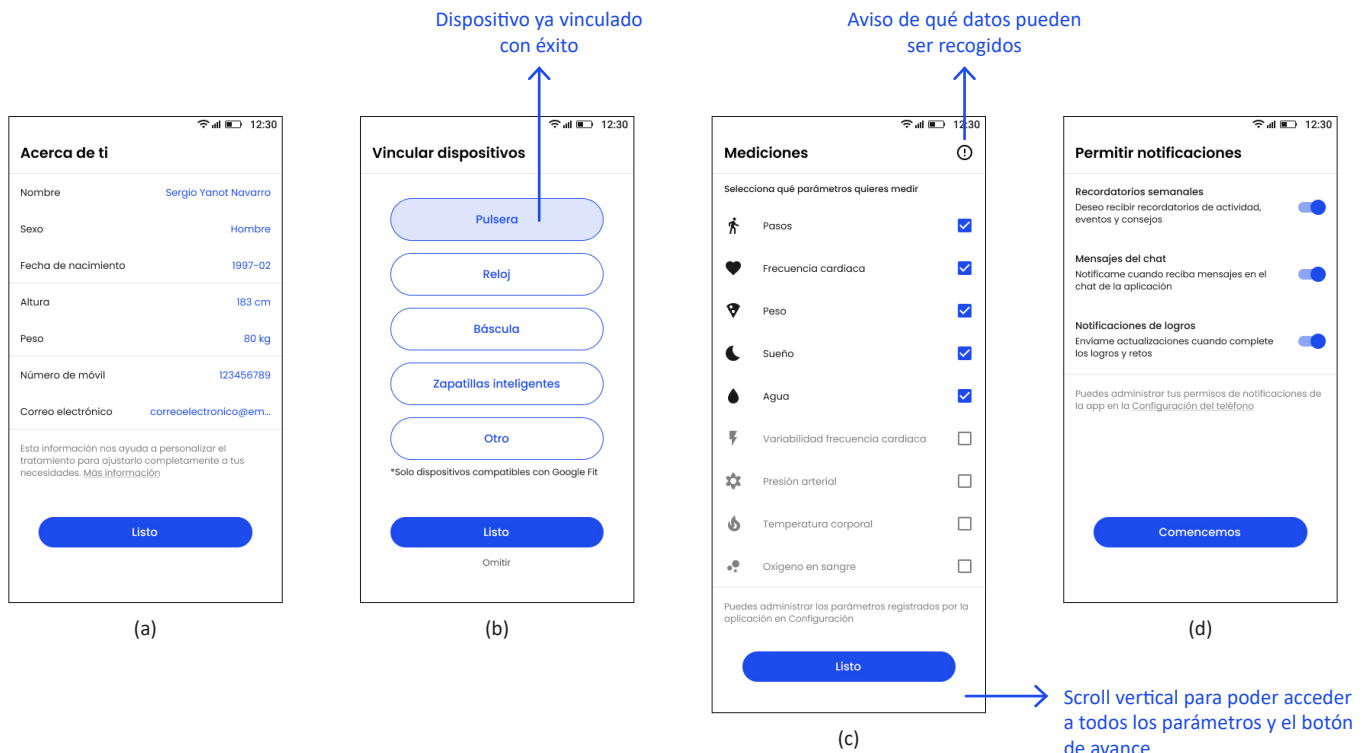 Dispositivo ya vinculado
con éxito
Aviso de qué datos pueden
ser recogidos
12:30
Acerca de ti
Nombre Sergio Yanot Navarro
Sexo Hombre
Fecha de nacimiento 1997-02
Altura 183 cm
Peso 80 kg
Número de móvil 123456789
Correo electrónico correoelectronico@em...
Esta información nos ayuda a personalizar el
tratamiento para ajustarlo completamente a tus
necesidades. Más información
Listo
(a)
12:30
Vincular dispositivos
Pulsera
Reloj
Báscula
Zapatillas inteligentes
Otro
*Solo dispositivos compatibles con Google Fit
Listo
Omitir
(b)
12:30
Mediciones
Selecciona qué parámetros quieres medir
Pasos
Frecuencia cardiaca
Peso
Sueño
Agua
Variabilidad frecuencia cardiaca
Presión arterial
Temperatura corporal
Oxígeno en sangre
Puedes administrar los parámetros registrados por la
aplicación en Configuración
Listo
(c)
12:30
Permitir notificaciones
Recordatorios semanales
Deseo recibir recordatorios de actividad,
eventos y consejos
Mensajes del chat
Notificame cuando reciba mensajes en el
chat de la aplicación
Notificaciones de logros
Envíame actualizaciones cuando complete
los logros y retos
Puedes administrar tus permisos de notificaciones de
la app en la Configuración del teléfono
Comencemos
(d)
Scroll vertical para poder acceder
a todos los parámetros y el botón
de avance